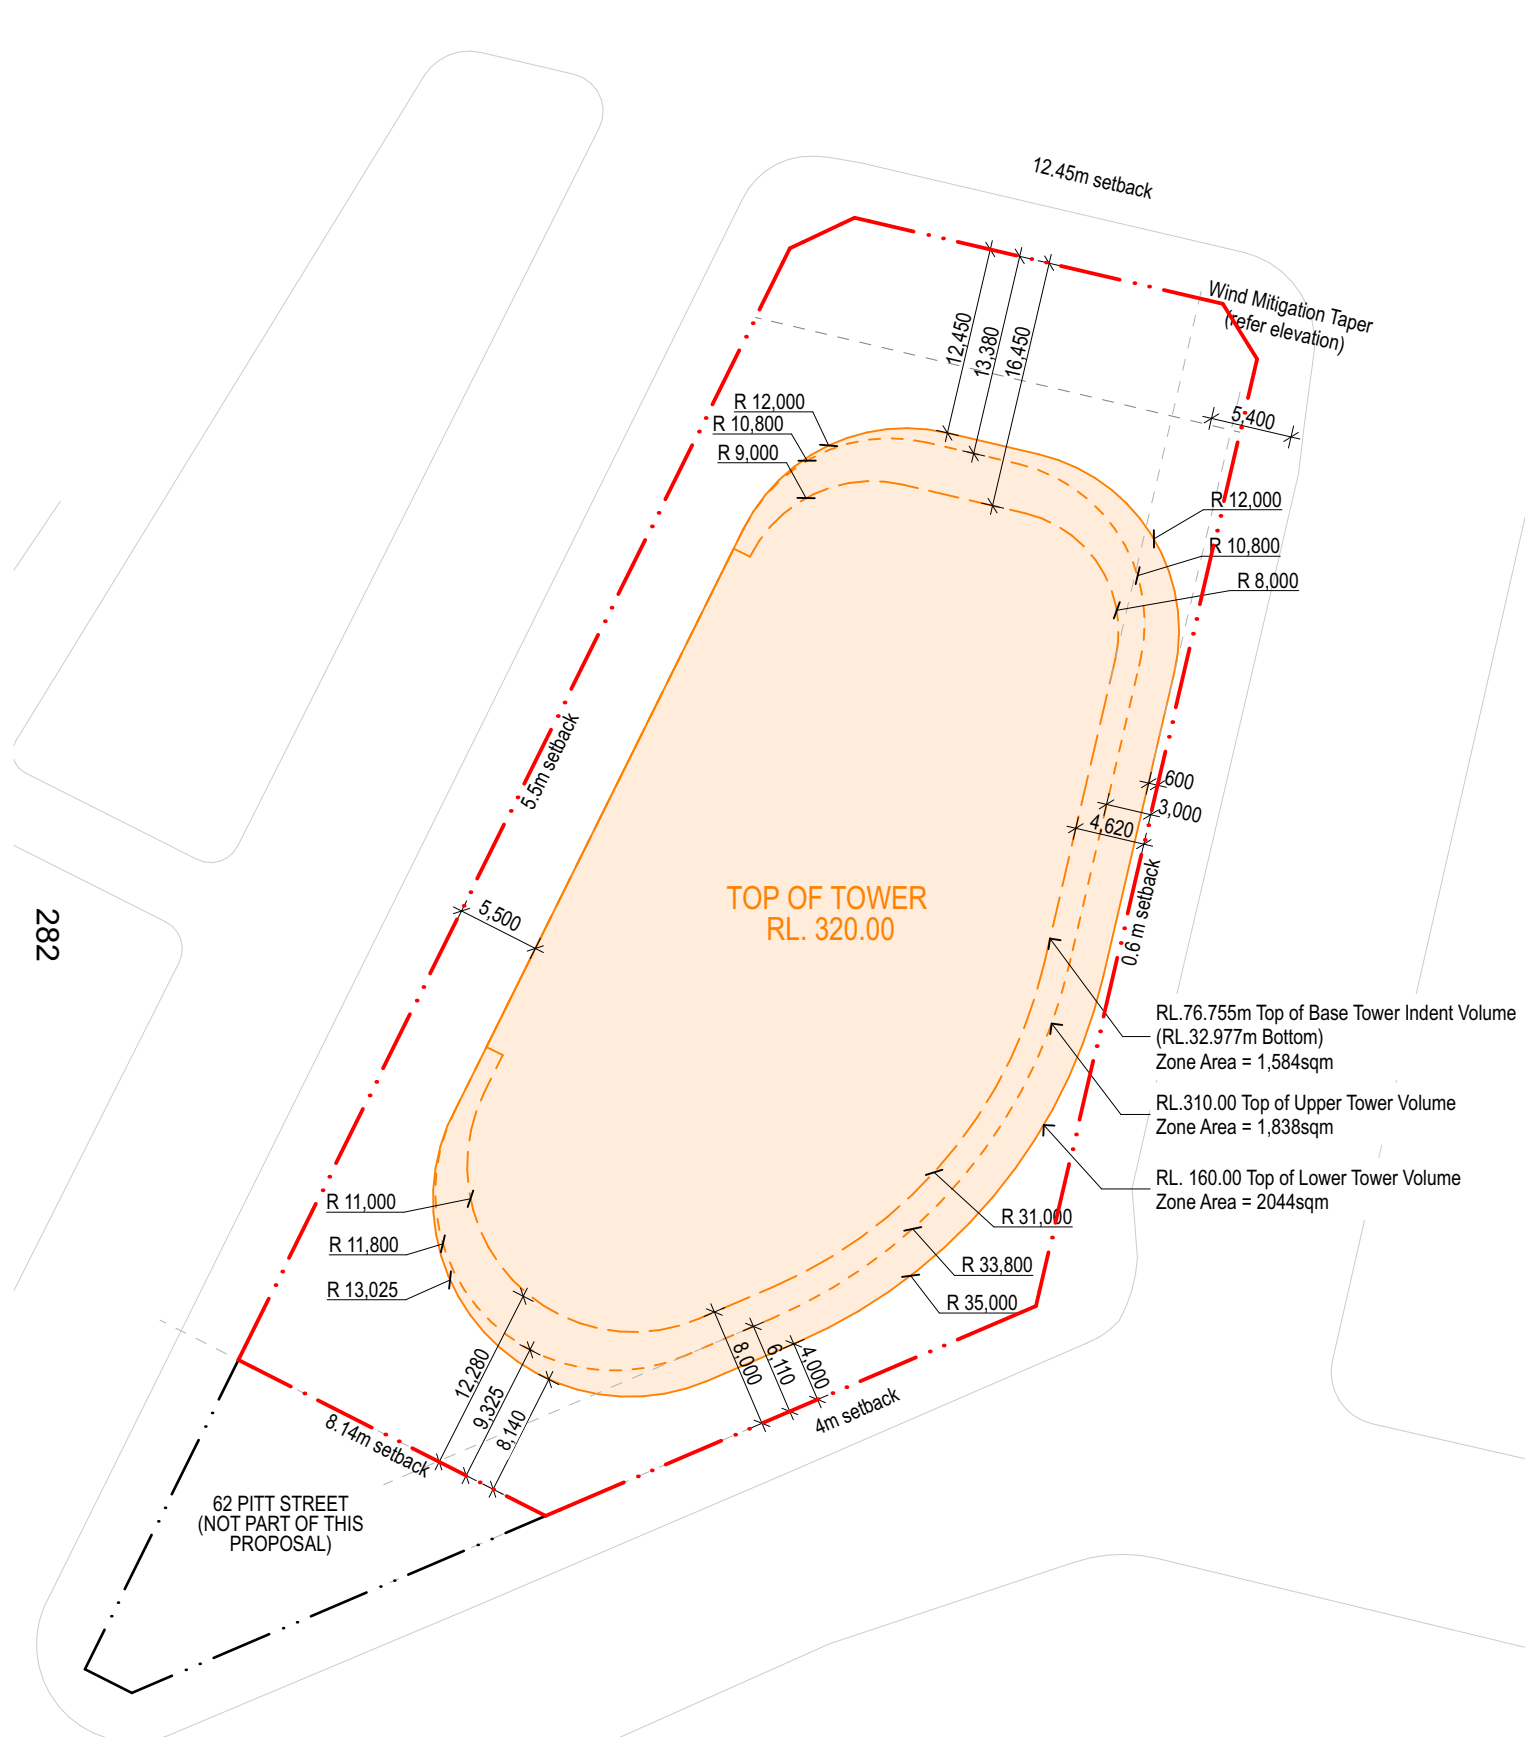 12.45m setback
Wind Mitigation Taper
(refer elevation)
12,450
13,380
16,450
5,400
R 12,000
R 10,800
R 9,000
R 12,000
R 10,800
R 8,000
5.5m setback
600
3,000
4,620
0.6 m setback
TOP OF TOWER
RL. 320.00
5,500
282
RL.76.755m Top of Base Tower Indent Volume
(RL.32.977m Bottom)
Zone Area = 1,584sqm
RL.310.00 Top of Upper Tower Volume
Zone Area = 1,838sqm
RL. 160.00 Top of Lower Tower Volume
Zone Area = 2044sqm
R 11,000
R 11,800
R 13,025
R 31,000
R 33,800
R 35,000
12,280
9,325
8,140
8,000
6,110
4,000
4m setback
8.14m setback
62 PITT STREET
(NOT PART OF THIS
PROPOSAL)